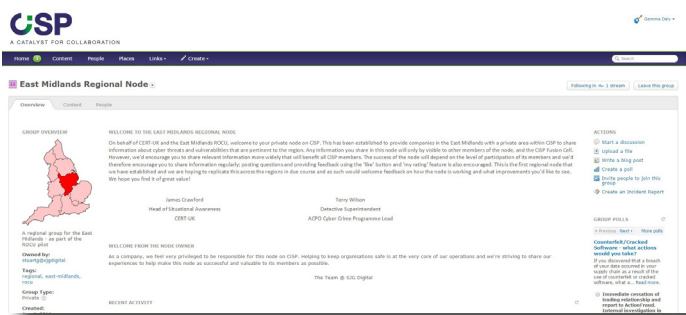 CiSP
A CATALYST FOR COLLABORATION
Gemma Da's
Home Content People Places Links Create
Search
East Midlands Regional Node
Following in 1 stream Leave this group
Overview Content People
GROUP OVERVIEW
A regional group for the East
Midlands - as part of the
ROCU pilot
Owned by:
stuartg@sjgdigital
Tags:
regional, east-midlands,
rocu
Group Type:
Private
Created:
WELCOME TO THE EAST MIDLANDS REGIONAL NODE
On behalf of CERT-UK and the East Midlands ROCU, welcome to your private node on CISP. This has been established to provide companies in the East Midlands with a private area within CISP to share
information about cyber threats and vulnerabilities that are pertinent to the region. Any information you share in this node will only be visible to other members of the node, and the CISP Fusion Cell.
However, we'd encourage you to share relevant information more widely that will benefit all CISP members. The success of the node will depend on the level of participation of its members and we'd
therefore encourage you to share information regularly; posting questions and providing feedback using the 'like' button and 'my rating' feature is also encouraged. This is the first regional node that
we have established and we are hoping to replicate this across the regions in due course and as such would welcome feedback on how the node is working and what improvements you'd like to see.
We hope you find it of great value!
James Crawford Terry Wilson
Head of Situational Awareness Detective Superintendent
CERT-UK ACPO Cyber Crime Programme Lead
WELCOME FROM THE NODE OWNER
As a company, we feel very privileged to be responsible for this node on CISP. Helping to keep organisations safe is at the very core of our operations and we're striving to share our
experiences to help make this node as successful and valuable to its members as possible.
The Team @ SJG Digital
RECENT ACTIVITY
ACTIONS
Start a discussion
Upload a file
Write a blog post
Create a poll
Invite people to join this
group
Create an Incident Report
GROUP POLLS
Previous Next More polls
Counterfeit/Cracked
Software - what actions
would you take?
If you discovered that a breach
of your data occured in your
supply chain as a result of the
use of counterfeit or cracked
software, what a... Read more.
Immediate cessation of
trading relationship and
report to ActionFraud.
Internal investigation in